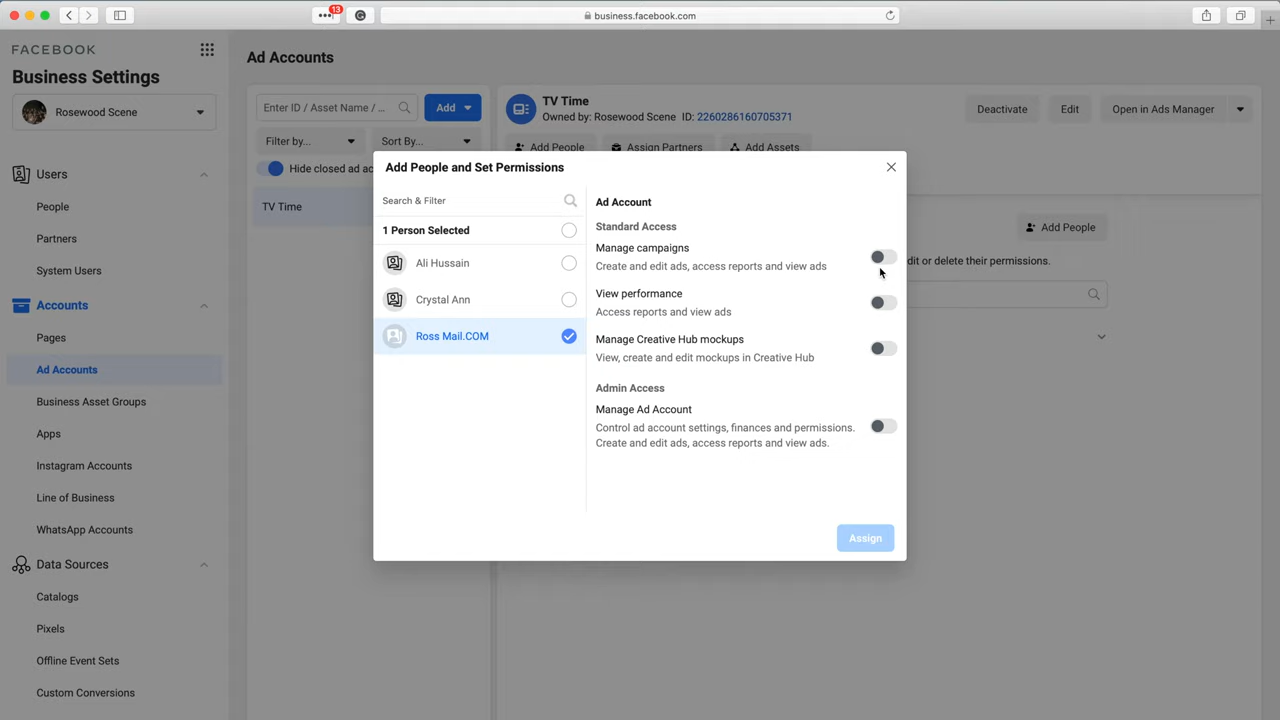 13
business.facebook.com
FACEBOOK
Business Settings
Rosewood Scene
Users
People
Partners
System Users
Accounts
Pages
Ad Accounts
Business Asset Groups
Apps
Instagram Accounts
Line of Business
WhatsApp Accounts
Data Sources
Catalogs
Pixels
Offline Event Sets
Custom Conversions
Ad Accounts
Enter ID / Asset Name / ...
Add
Filter by...
Sort By...
Hide closed ad ac
TV Time
TV Time
Owned by: Rosewood Scene ID: 2260286160705371
Deactivate
Edit
Open in Ads Manager
Add People
Assign Partners
Add Assets
Add People
dit or delete their permissions.
Add People and Set Permissions
Search & Filter
1 Person Selected
Ali Hussain
Crystal Ann
Ross Mail.COM
Ad Account
Standard Access
Manage campaigns
Create and edit ads, access reports and view ads
View performance
Access reports and view ads
Manage Creative Hub mockups
View, create and edit mockups in Creative Hub
Admin Access
Manage Ad Account
Control ad account settings, finances and permissions.
Create and edit ads, access reports and view ads.
Assign